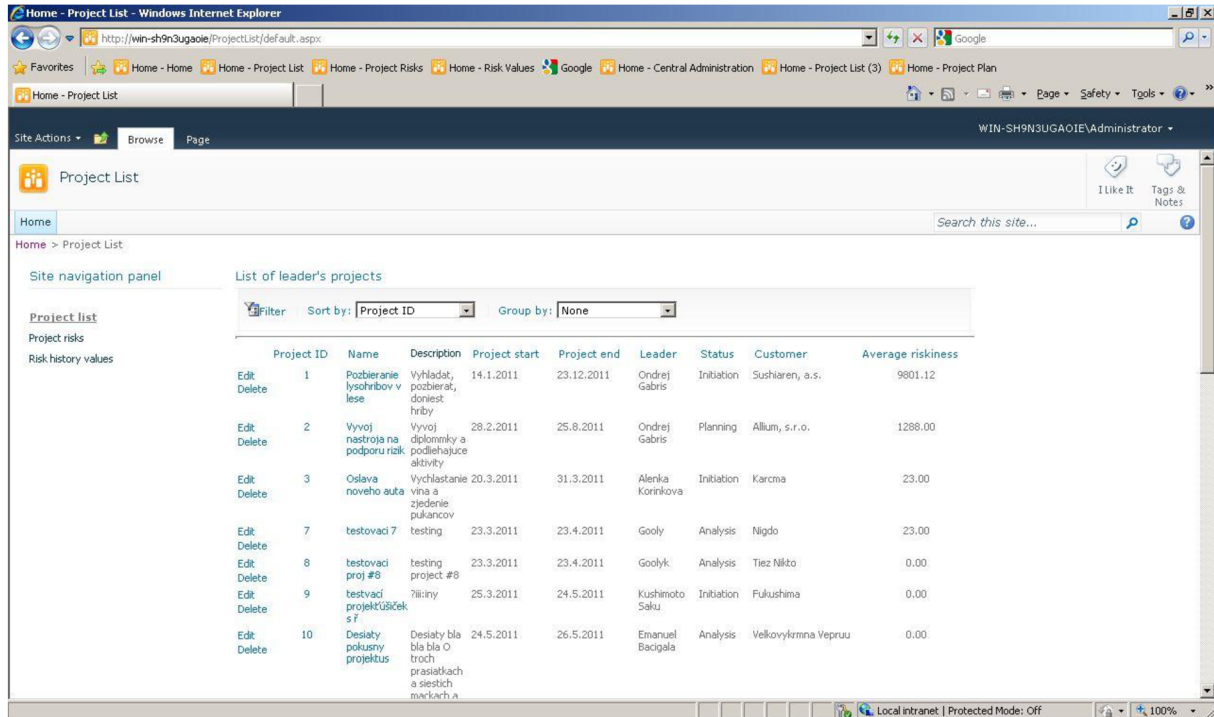 Home - Project List - Windows Internet Explorer
http://win-sh9n3ugaoie/ProjectList/default.aspx
Google
Favorites Home - Home Home - Project List Home - Project Risks Home - Risk Values Google Home - Central Administration Home - Project List (3) Home - Project Plan
Home - Project List Page Safety Tools »
Site Actions Browse Page WIN-SH9N3UGAOIE\Administrator
Project List
I Like It Tags & Notes
Home Search this site...
Home > Project List
Site navigation panel
Project list
Project risks
Risk history values
List of leader's projects
Filter Sort by: Project ID Group by: None
Project ID Name Description Project start Project end Leader Status Customer Average riskiness
Edit 1 Pozbieranie Vyhladat, 14.1.2011 23.12.2011 Ondrej Initiation Sushiaren, a.s. 9801.12
Delete lysohribov v pozbierat, Gabris
lese doniest
hriby
Edit 2 Vyvoj Vyvoj 28.2.2011 25.8.2011 Ondrej Planning Allium, s.r.o. 1288.00
Delete nastroja na diplommky a Gabris
podporu rizik podliehajuce
aktivity
Edit 3 Oslava Vychlastanie 20.3.2011 31.3.2011 Alenka Initiation Karcma 23.00
Delete noveho auta vina a Korinkova
zjedenie
pukancov
Edit 7 testovaci 7 testing 23.3.2011 23.4.2011 Gooly Analysis Nigdo 23.00
Delete
Edit 8 testovaci testing 23.3.2011 23.4.2011 Goolyk Analysis Tiez Nikto 0.00
Delete proj #8 project #8
Edit 9 testvací ?iii:iny 25.3.2011 24.5.2011 Kushimoto Initiation Fukushima 0.00
Delete projekťúšiček Saku
s ř
Edit 10 Desiaty Desiaty bla 24.5.2011 26.5.2011 Emanuel Analysis Velkovykrmna Vepruu 0.00
Delete pokusny bla bla O Bacigala
projektus troch
prasiatkach
a siestich
mackach a
Local intranet | Protected Mode: Off 100%